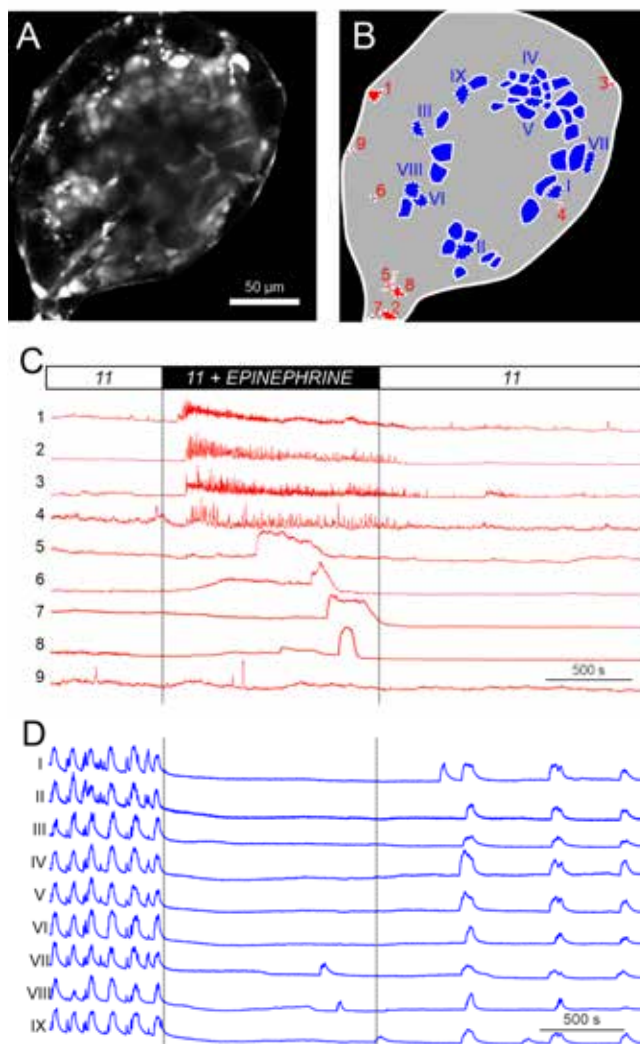 A
50 µm
B
IV
IX
3
1
III
V
VII
9
VIII
I
6
VI
4
II
5
8
7 2
C
11
11 + EPINEPHRINE
11
1
2
3
4
5
6
7
8
500 s
9
D
I
II
III
IV
V
VI
VII
VIII
500 s
IX